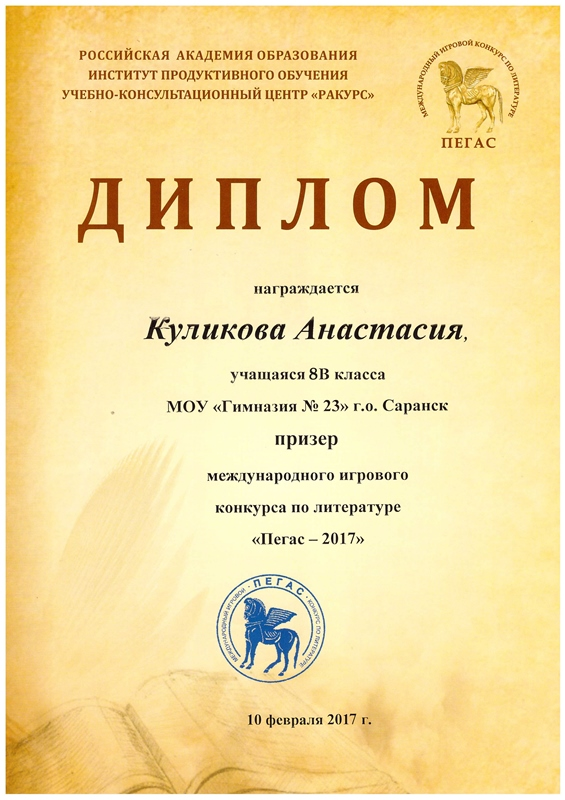 РОССИЙСКАЯ АКАДЕМИЯ ОБРАЗОВАНИЯ
ИНСТИТУТ ПРОДУКТИВНОГО ОБУЧЕНИЯ
УЧЕБНО-КОНСУЛЬТАЦИОННЫЙ ЦЕНТР «РАКУРС»
МЕЖДУНАРОДНЫЙ ИГРОВОЙ КОНКУРС ПО ЛИТЕРАТУРЕ
ПЕГАС
ДИПЛОМ
награждается
Куликова Анастасия,
учащаяся 8В класса
МОУ «Гимназия № 23» г.о. Саранск
призер
международного игрового
конкурса по литературе
«Пегас – 2017»
· ПЕГАС ·
МЕЖДУНАРОДНЫЙ ИГРОВОЙ КОНКУРС ПО ЛИТЕРАТУРЕ
10 февраля 2017 г.